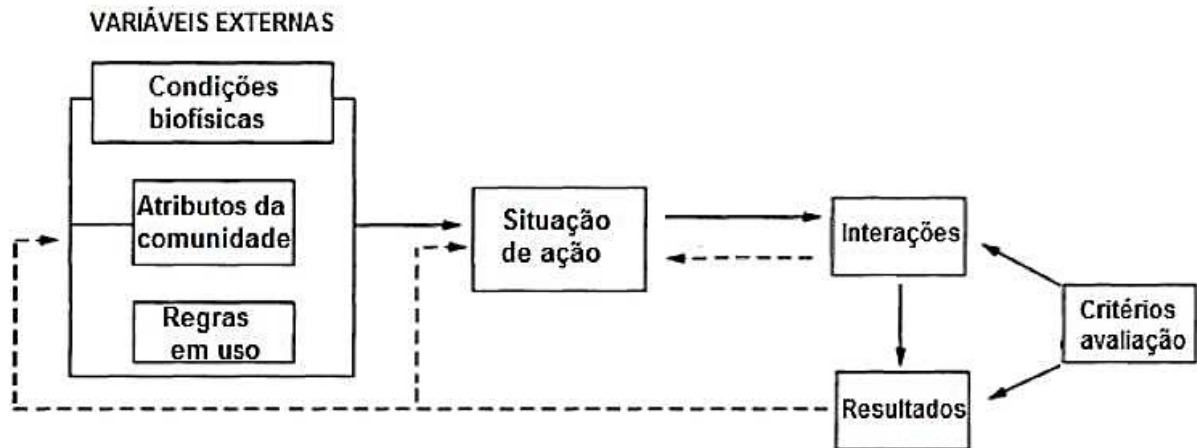 VARIÁVEIS EXTERNAS
Condições
biofísicas
Atributos da
comunidade
Regras
em uso
Situação
de ação
Interações
Resultados
Critérios
avaliação